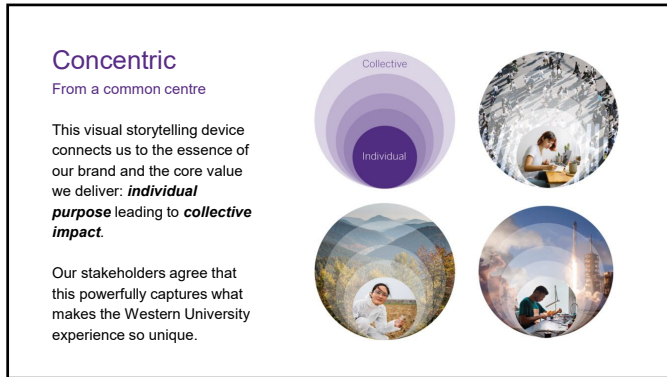 Concentric
From a common centre
This visual storytelling device
connects us to the essence of
our brand and the core value
we deliver: individual
purpose leading to collective
impact.
Our stakeholders agree that
this powerfully captures what
makes the Western University
experience so unique.
Collective
Individual